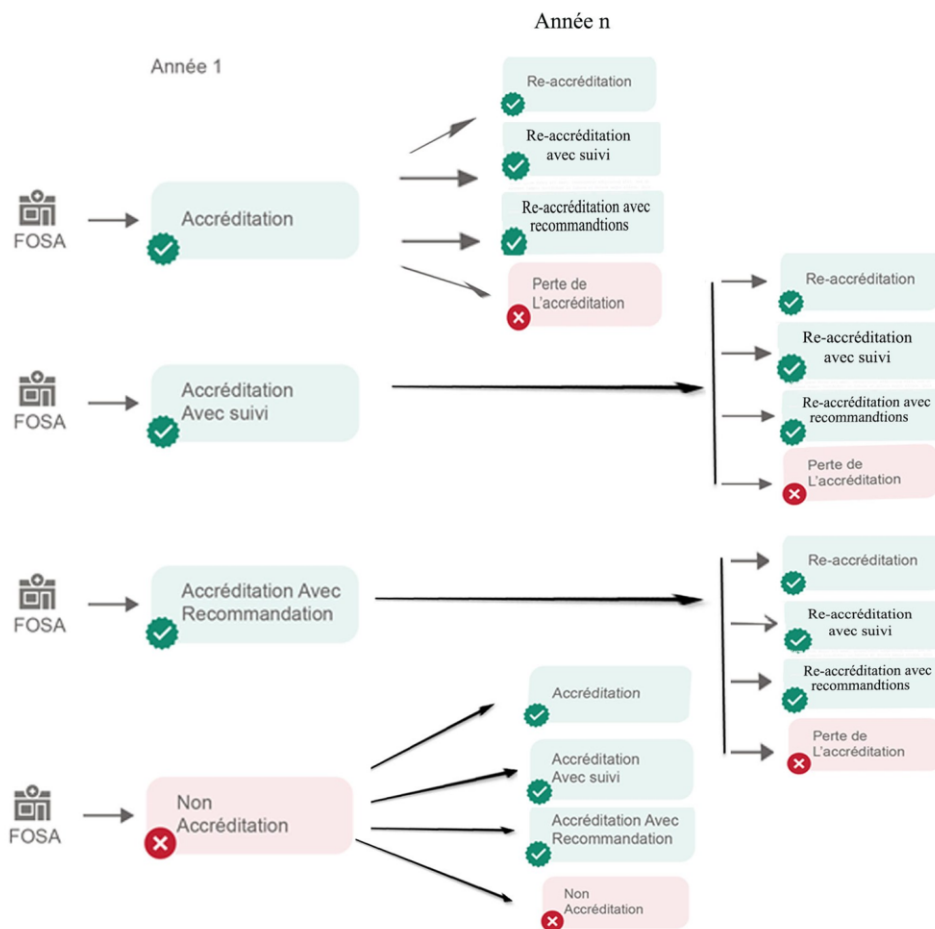 Année n
Année 1
Re-accréditation
Re-accréditation
avec suivi
Re-accréditation avec
recommandtions
Perte de
L'accréditation
FOSA
Accréditation
Re-accréditation
Re-accréditation
avec suivi
Re-accréditation avec
recommandtions
Perte de
L'accréditation
FOSA
Accréditation
Avec suivi
Re-accréditation
Re-accréditation
avec suivi
Re-accréditation avec
recommandtions
Perte de
L'accréditation
FOSA
Accréditation Avec
Recommandation
Accréditation
Accréditation
Avec suivi
Accréditation Avec
Recommandation
Non
Accréditation
FOSA
Non
Accréditation